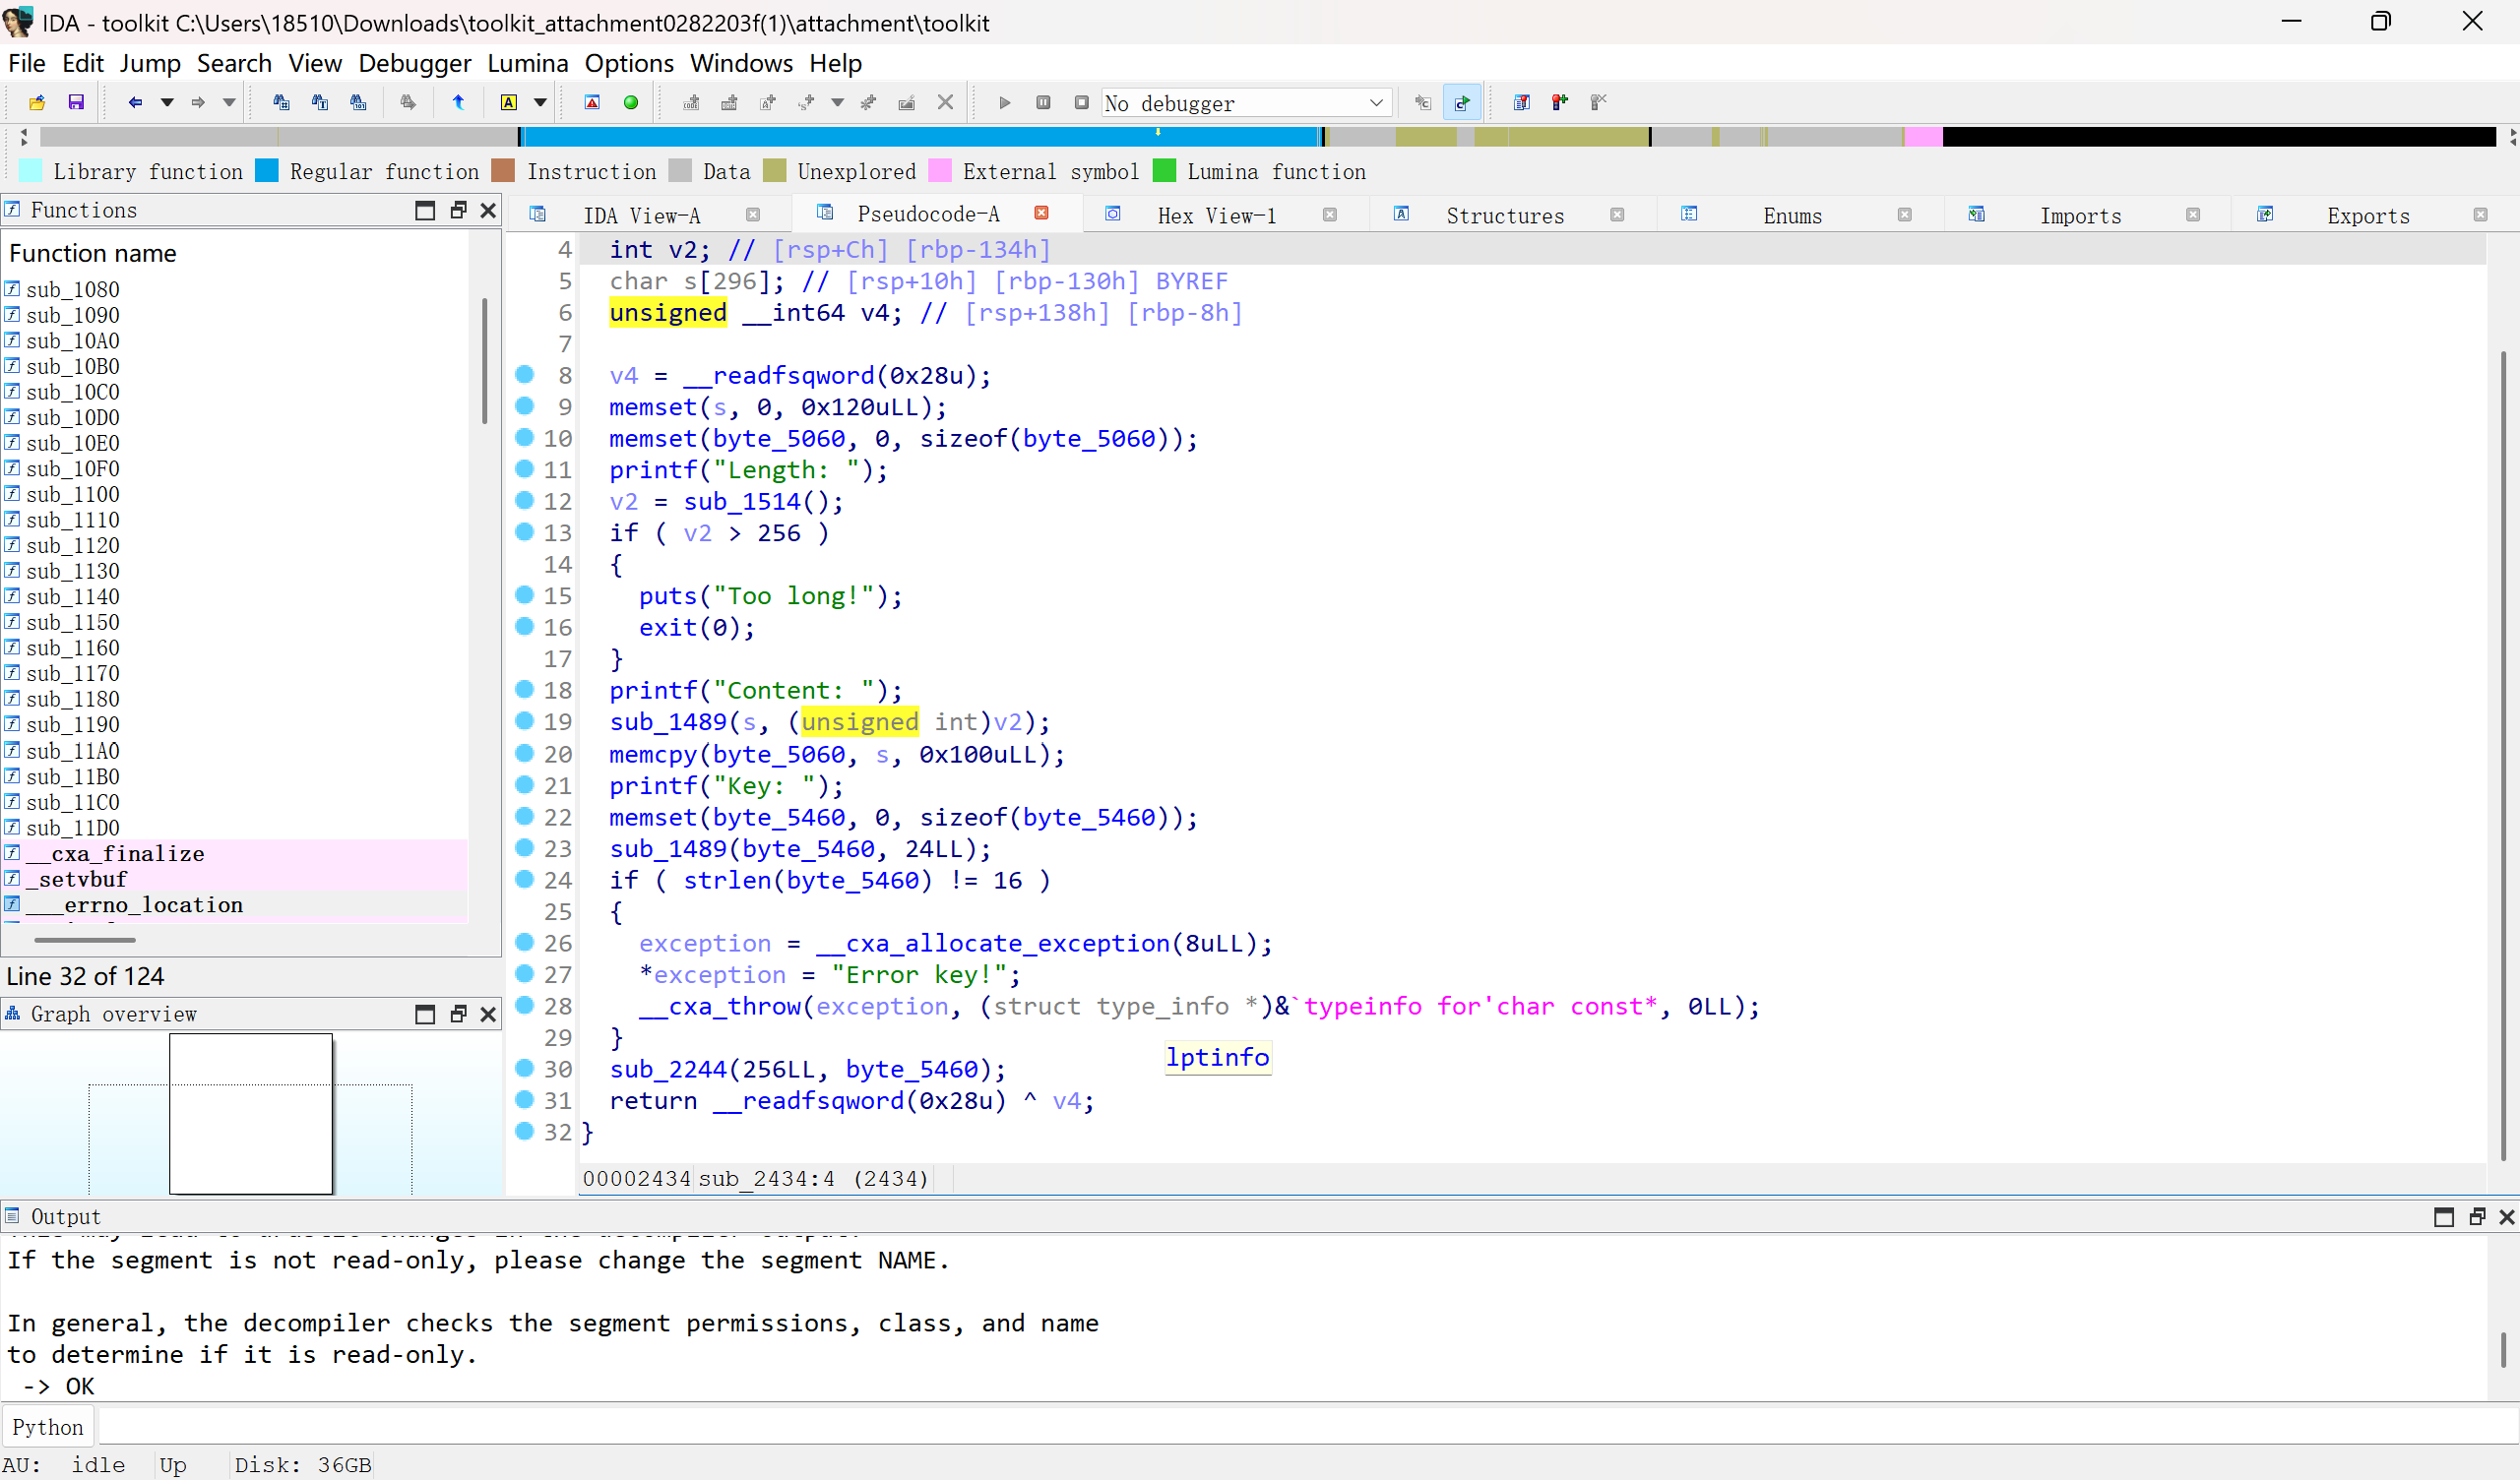 IDA - toolkit C:\Users\18510\Downloads\toolkit_attachment0282203f(1)\attachment\toolkit
File Edit Jump Search View Debugger Lumina Options Windows Help
No debugger
Library function Regular function Instruction Data Unexplored External symbol Lumina function
Functions
IDA View-A Pseudocode-A Hex View-1 Structures Enums Imports Exports
Function name
sub_1080
sub_1090
sub_10A0
sub_10B0
sub_10C0
sub_10D0
sub_10E0
sub_10F0
sub_1100
sub_1110
sub_1120
sub_1130
sub_1140
sub_1150
sub_1160
sub_1170
sub_1180
sub_1190
sub_11A0
sub_11B0
sub_11C0
sub_11D0
__cxa_finalize
_setvbuf
___errno_location
Line 32 of 124
Graph overview
4 int v2; // [rsp+Ch] [rbp-134h]
5 char s[296]; // [rsp+10h] [rbp-130h] BYREF
6 unsigned __int64 v4; // [rsp+138h] [rbp-8h]
7
8 v4 = __readfsqword(0x28u);
9 memset(s, 0, 0x120uLL);
10 memset(byte_5060, 0, sizeof(byte_5060));
11 printf("Length: ");
12 v2 = sub_1514();
13 if ( v2 > 256 )
14 {
15 puts("Too long!");
16 exit(0);
17 }
18 printf("Content: ");
19 sub_1489(s, (unsigned int)v2);
20 memcpy(byte_5060, s, 0x100uLL);
21 printf("Key: ");
22 memset(byte_5460, 0, sizeof(byte_5460));
23 sub_1489(byte_5460, 24LL);
24 if ( strlen(byte_5460) != 16 )
25 {
26 exception = __cxa_allocate_exception(8uLL);
27 *exception = "Error key!";
28 __cxa_throw(exception, (struct type_info *)&`typeinfo for'char const*, 0LL);
29 }
lptinfo
30 sub_2244(256LL, byte_5460);
31 return __readfsqword(0x28u) ^ v4;
32 }
00002434 sub_2434:4 (2434)
Output
If the segment is not read-only, please change the segment NAME.
In general, the decompiler checks the segment permissions, class, and name
to determine if it is read-only.
-> OK
Python
AU: idle Up Disk: 36GB